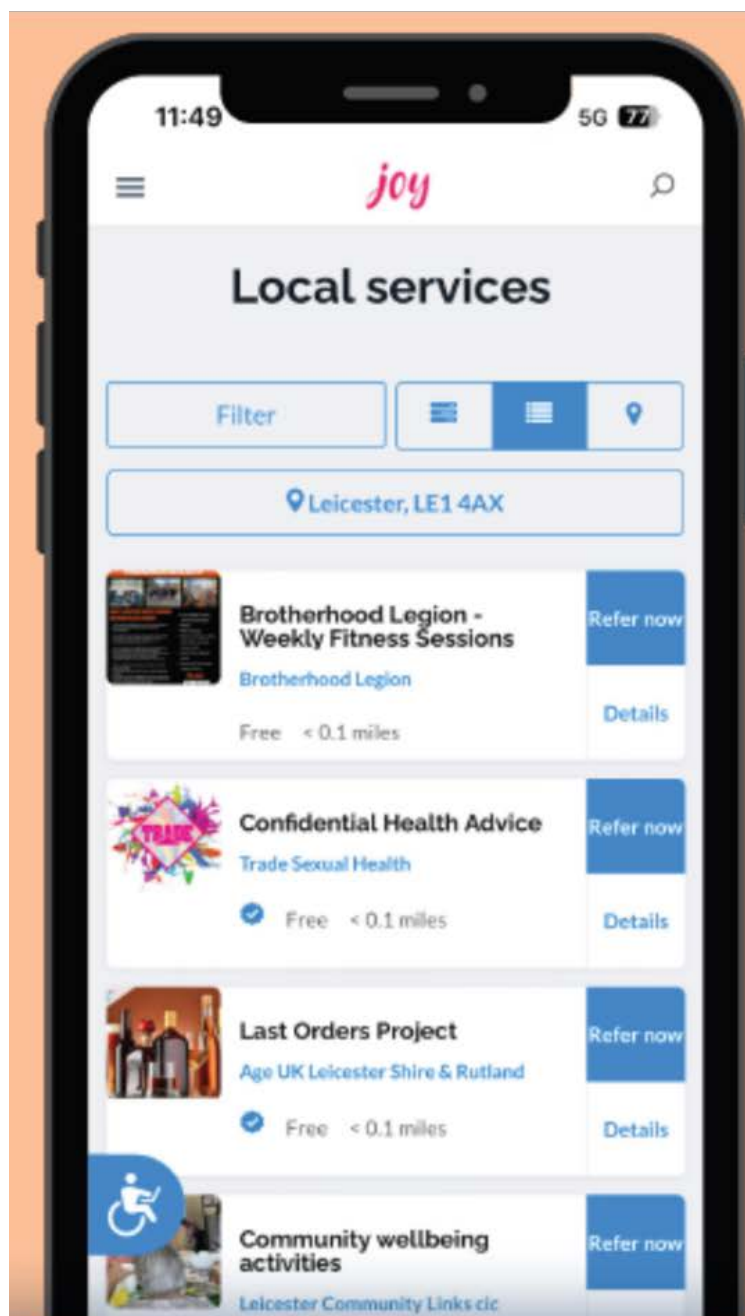 11:49
5G 77
joy
Local services
Filter
Leicester, LE1 4AX
Brotherhood Legion -
Weekly Fitness Sessions
Brotherhood Legion
Free < 0.1 miles
Refer now
Details
TRADE
Confidential Health Advice
Trade Sexual Health
Free < 0.1 miles
Refer now
Details
Last Orders Project
Age UK Leicester Shire & Rutland
Free < 0.1 miles
Refer now
Details
Community wellbeing
activities
Leicester Community Links cic
Refer now